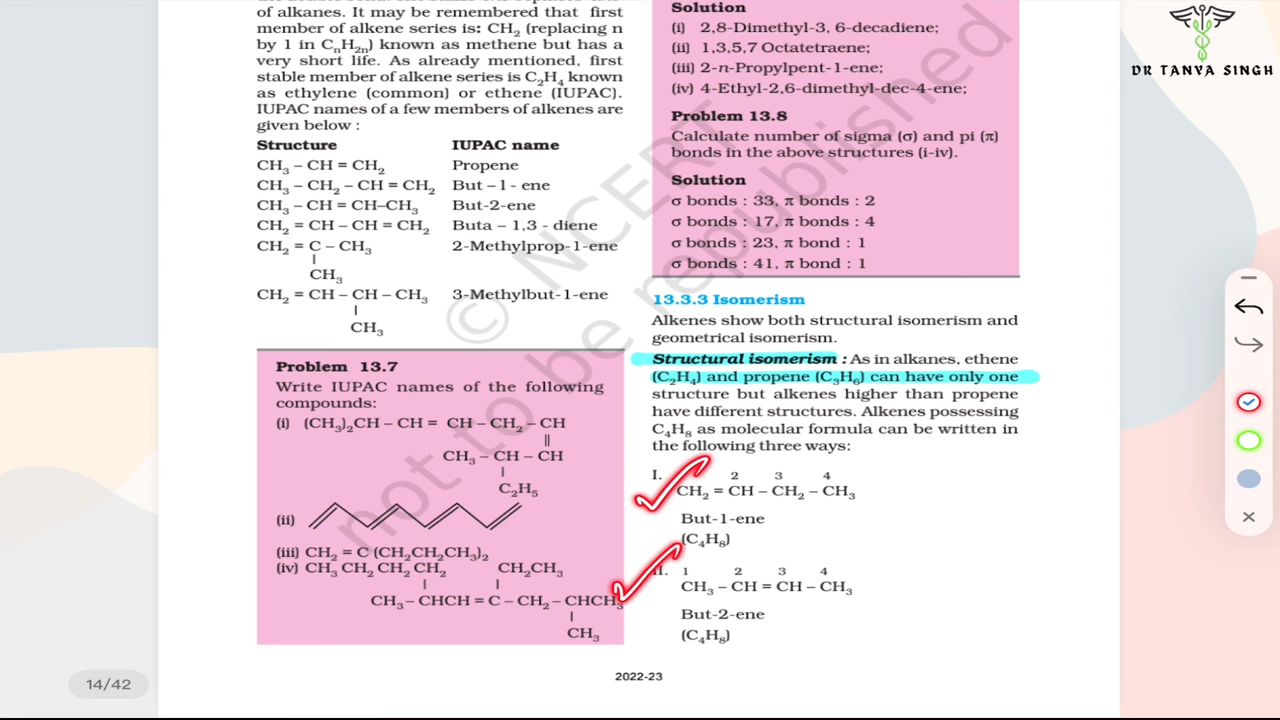 of alkanes. It may be remembered that first
member of alkene series is: CH₂ (replacing n
by 1 in CₙH₂ₙ) known as methene but has a
very short life. As already mentioned, first
stable member of alkene series is C₂H₄ known
as ethylene (common) or ethene (IUPAC).
IUPAC names of a few members of alkenes are
given below :
Structure IUPAC name
CH₃ – CH = CH₂ Propene
CH₃ – CH₂ – CH = CH₂ But – 1 - ene
CH₃ – CH = CH–CH₃ But-2-ene
CH₂ = CH – CH = CH₂ Buta – 1,3 - diene
CH₂ = C – CH₃ 2-Methylprop-1-ene
|
CH₃
CH₂ = CH – CH – CH₃ 3-Methylbut-1-ene
|
CH₃
Problem 13.7
Write IUPAC names of the following
compounds:
(i) (CH₃)₂CH – CH = CH – CH₂ – CH
||
CH₃ – CH – CH
|
C₂H₅
(ii)
(iii) CH₂ = C (CH₂CH₂CH₃)₂
(iv) CH₃ CH₂ CH₂ CH₂ CH₂CH₃
| |
CH₃ – CHCH = C – CH₂ – CHCH₃
|
CH₃
Solution
(i) 2,8-Dimethyl-3, 6-decadiene;
(ii) 1,3,5,7 Octatetraene;
(iii) 2-n-Propylpent-1-ene;
(iv) 4-Ethyl-2,6-dimethyl-dec-4-ene;
Problem 13.8
Calculate number of sigma (σ) and pi (π)
bonds in the above structures (i-iv).
Solution
σ bonds : 33, π bonds : 2
σ bonds : 17, π bonds : 4
σ bonds : 23, π bond : 1
σ bonds : 41, π bond : 1
13.3.3 Isomerism
Alkenes show both structural isomerism and
geometrical isomerism.
Structural isomerism : As in alkanes, ethene
(C₂H₄) and propene (C₃H₆) can have only one
structure but alkenes higher than propene
have different structures. Alkenes possessing
C₄H₈ as molecular formula can be written in
the following three ways:
I. 2 3 4
CH₂ = CH – CH₂ – CH₃
But-1-ene
(C₄H₈)
II. 1 2 3 4
CH₃ – CH = CH – CH₃
But-2-ene
(C₄H₈)
2022-23
© NCERT
not to be republished
14/42
DR TANYA SINGH